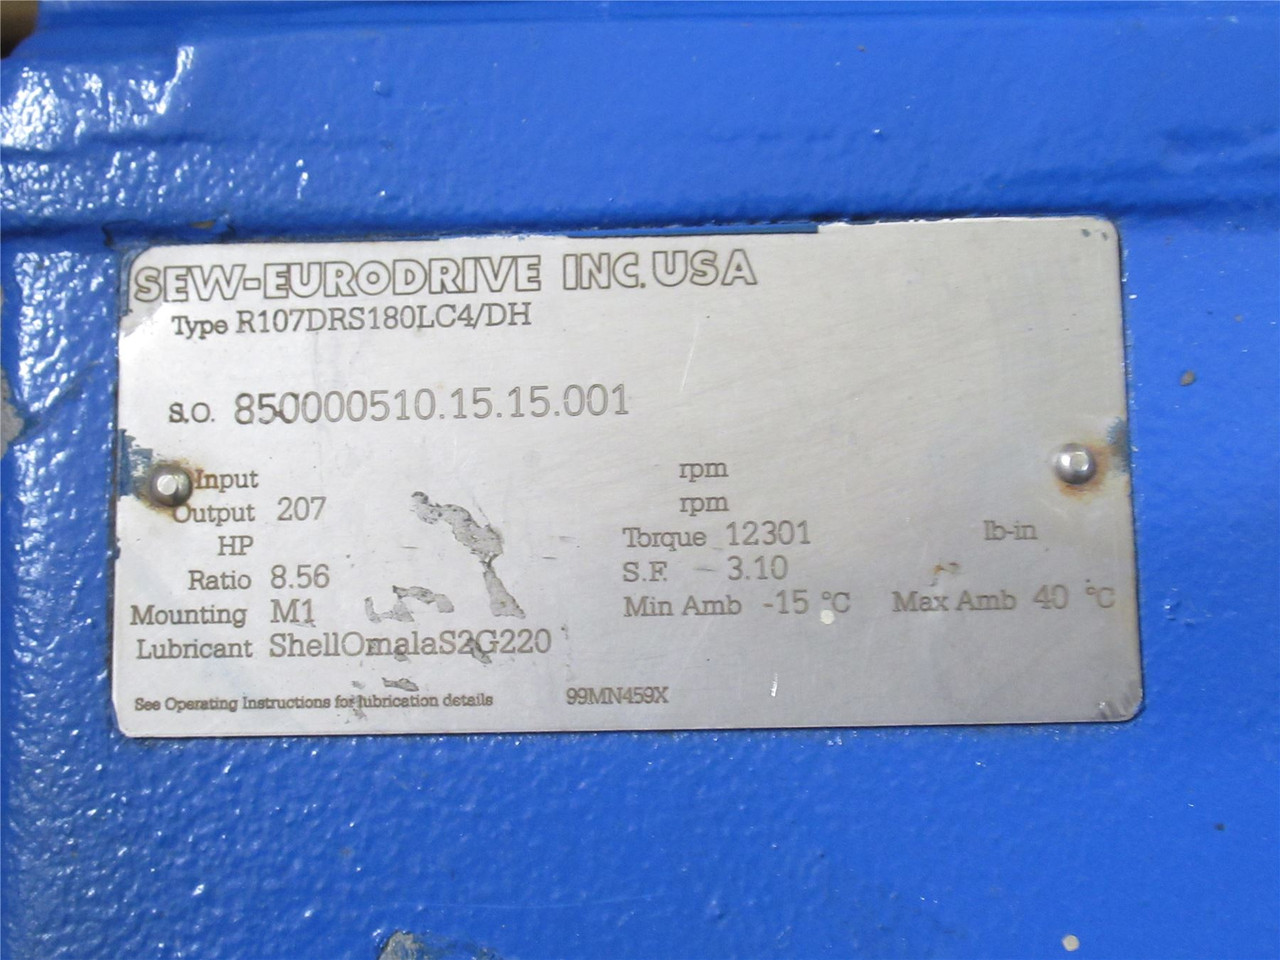 SEW-EURODRIVE INC. USA
Type R107DRS180LC4/DH
S.O. 850000510.15.15.001
Input rpm
Output 207 rpm
HP Torque 12301 lb-in
Ratio 8.56 S.F. 3.10
Mounting M1 Min Amb -15 °C Max Amb 40 °C
Lubricant ShellOmalaS2G220
See Operating Instructions for lubrication details 99MN459X